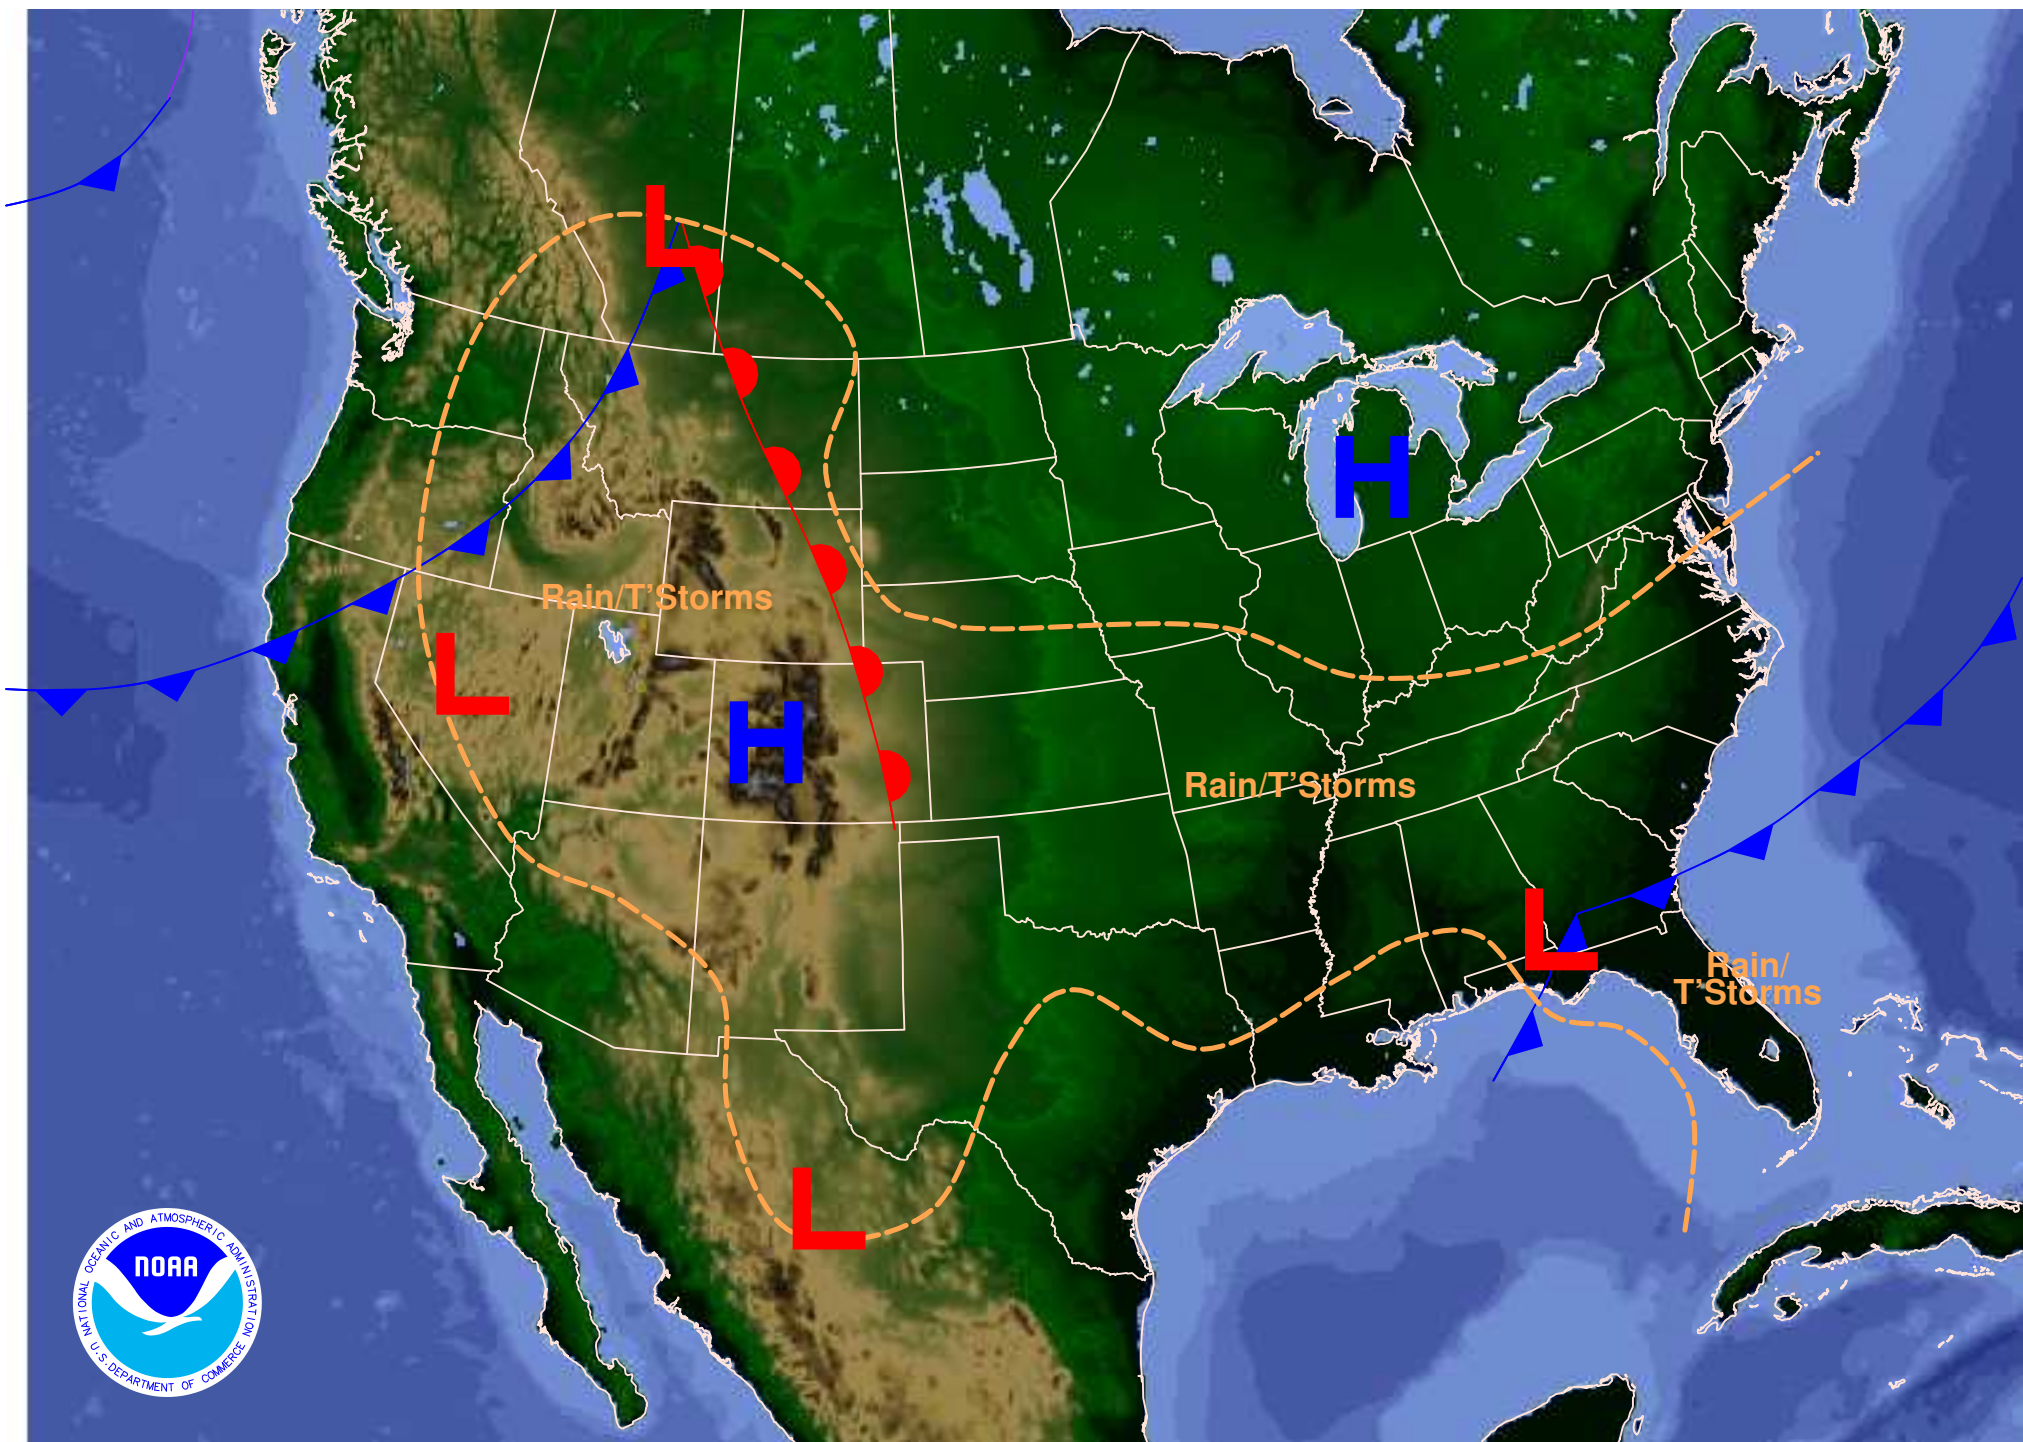 L
H
Rain/T'Storms
L
H
Rain/T'Storms
L
Rain/
T'Storms
L
NATIONAL OCEANIC AND ATMOSPHERIC ADMINISTRATION
NOAA
U.S. DEPARTMENT OF COMMERCE